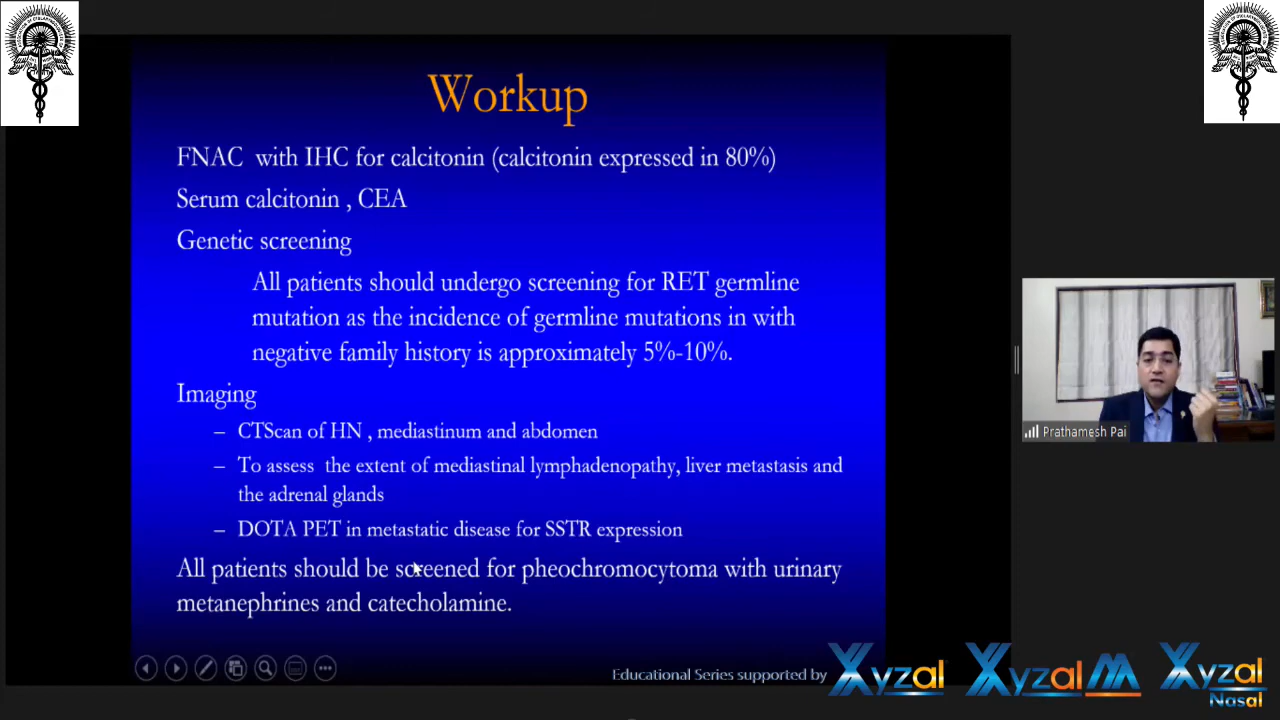 Workup
FNAC with IHC for calcitonin (calcitonin expressed in 80%)
Serum calcitonin , CEA
Genetic screening
All patients should undergo screening for RET germline
mutation as the incidence of germline mutations in with
negative family history is approximately 5%-10%.
Imaging
– CTScan of HN , mediastinum and abdomen
– To assess the extent of mediastinal lymphadenopathy, liver metastasis and
the adrenal glands
– DOTA PET in metastatic disease for SSTR expression
All patients should be screened for pheochromocytoma with urinary
metanephrines and catecholamine.
Prathamesh Pai
Educational Series supported by
Xyzal
Xyzal M
Xyzal
Nasal